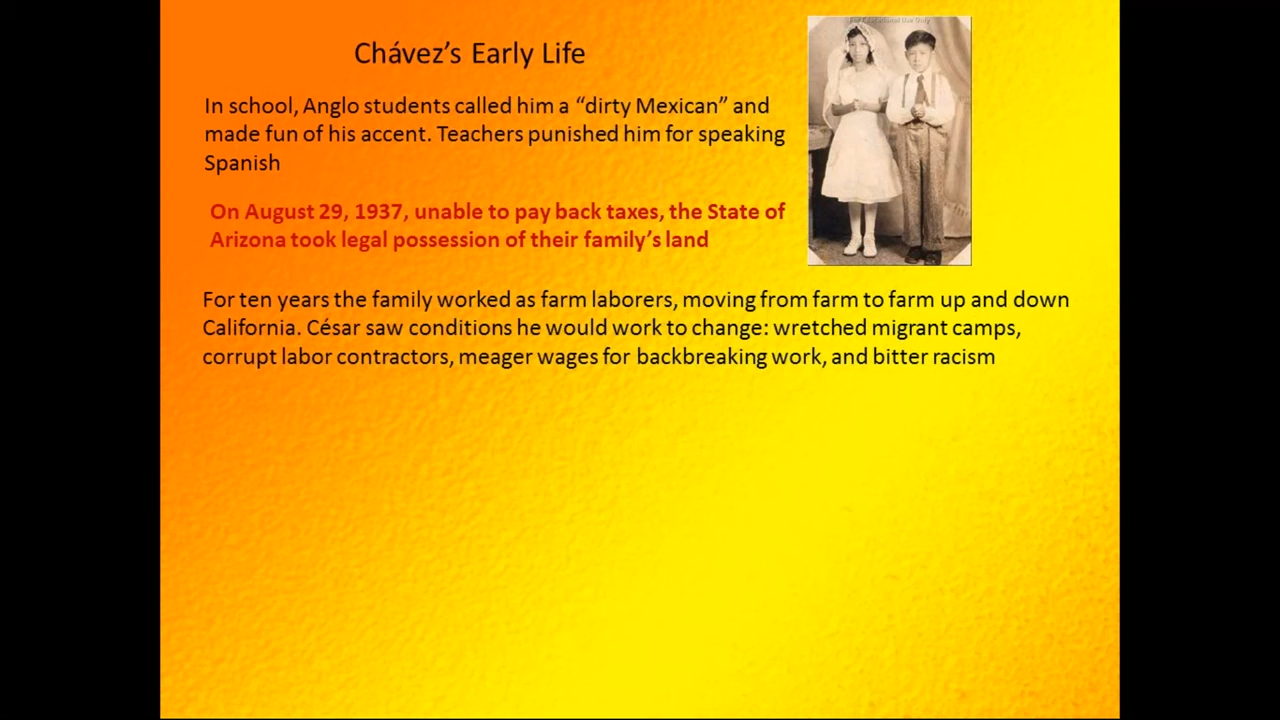 Chávez’s Early Life
In school, Anglo students called him a “dirty Mexican” and
made fun of his accent. Teachers punished him for speaking
Spanish
On August 29, 1937, unable to pay back taxes, the State of
Arizona took legal possession of their family’s land
For ten years the family worked as farm laborers, moving from farm to farm up and down
California. César saw conditions he would work to change: wretched migrant camps,
corrupt labor contractors, meager wages for backbreaking work, and bitter racism
For Educational Use Only